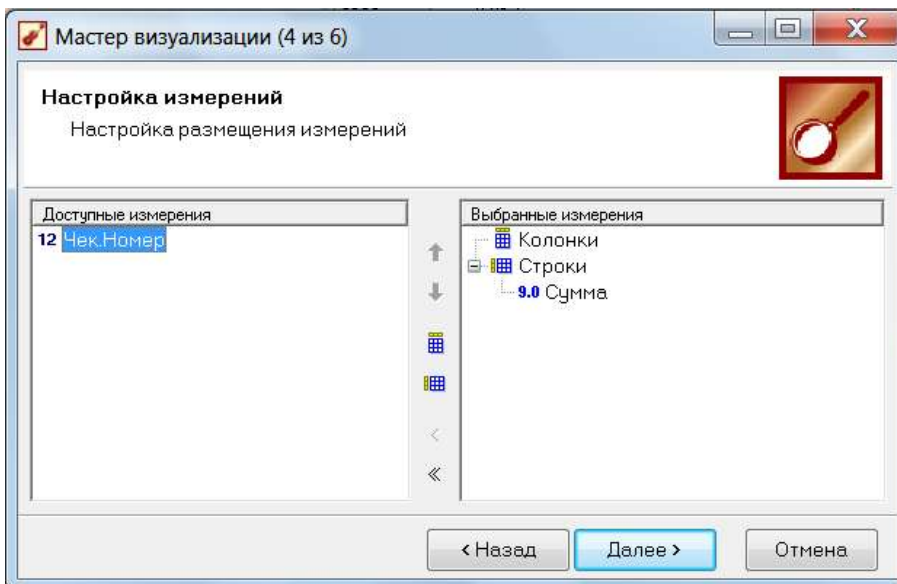 Мастер визуализации (4 из 6)
Настройка измерений
Настройка размещения измерений
Доступные измерения
12 Чек.Номер
Выбранные измерения
Колонки
Строки
9.0 Сумма
< Назад
Далее >
Отмена